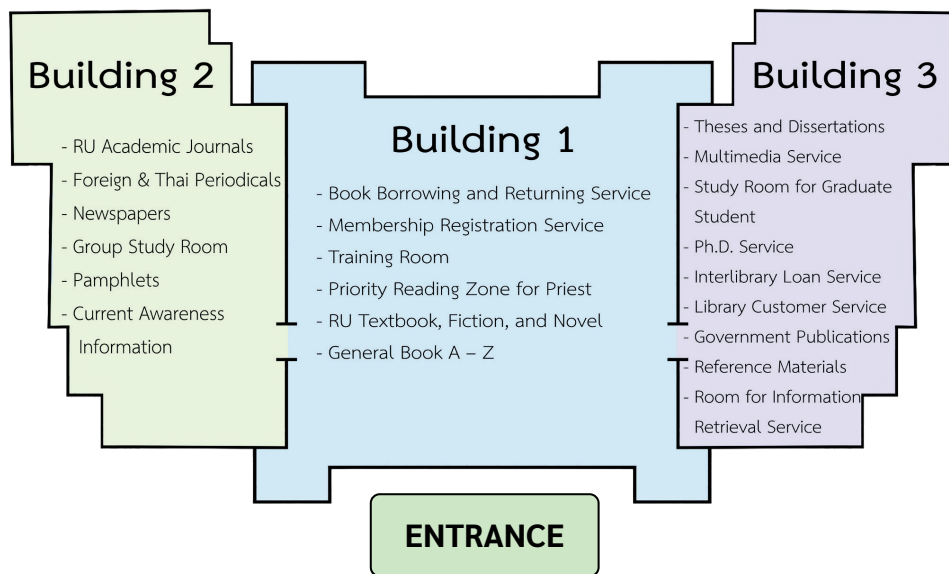 Building 2
- RU Academic Journals
- Foreign & Thai Periodicals
- Newspapers
- Group Study Room
- Pamphlets
- Current Awareness
Information
Building 1
- Book Borrowing and Returning Service
- Membership Registration Service
- Training Room
- Priority Reading Zone for Priest
- RU Textbook, Fiction, and Novel
- General Book A – Z
Building 3
- Theses and Dissertations
- Multimedia Service
- Study Room for Graduate
Student
- Ph.D. Service
- Interlibrary Loan Service
- Library Customer Service
- Government Publications
- Reference Materials
- Room for Information
Retrieval Service
ENTRANCE